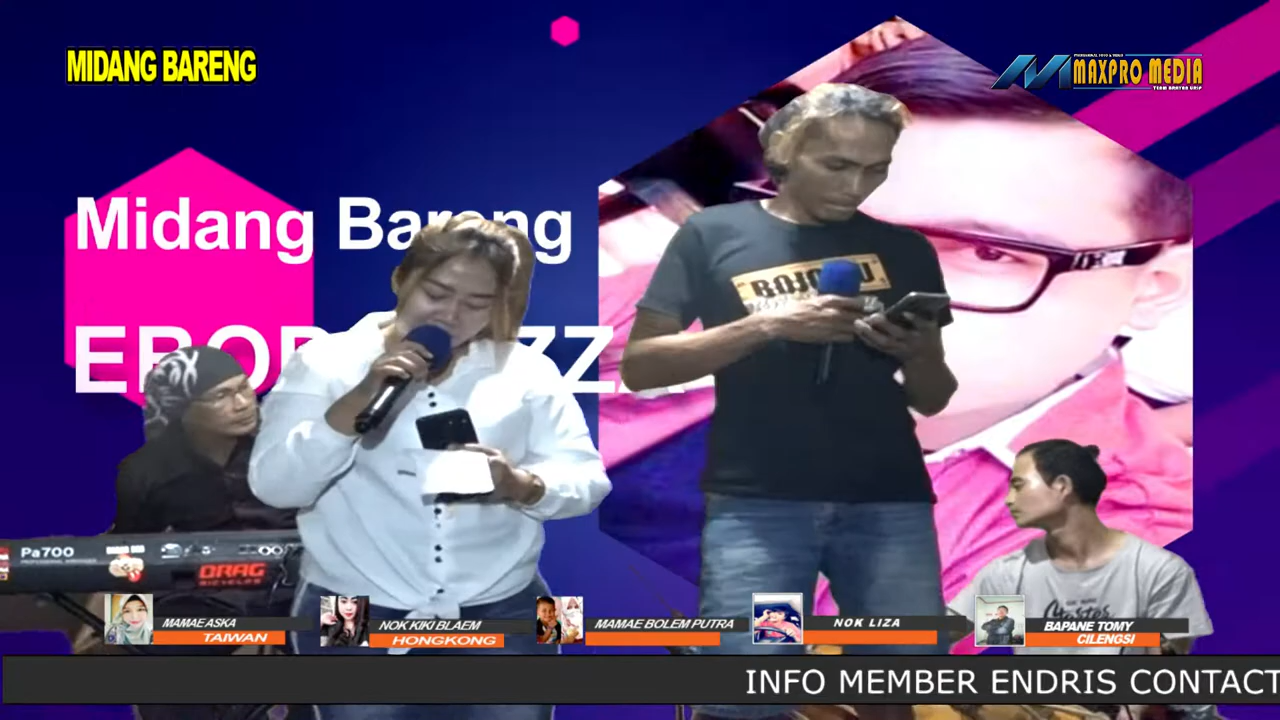 MIDANG BARENG
MAXPRO MEDIA
Midang Bareng
Pa700
DRAG
BICYCLES
MAMAE ASKA
TAIWAN
NOK KIKI BLAEM
HONGKONG
MAMAE BOLEM PUTRA
NOK LIZA
BAPANE TOMY
CILENGSI
INFO MEMBER ENDRIS CONTACT